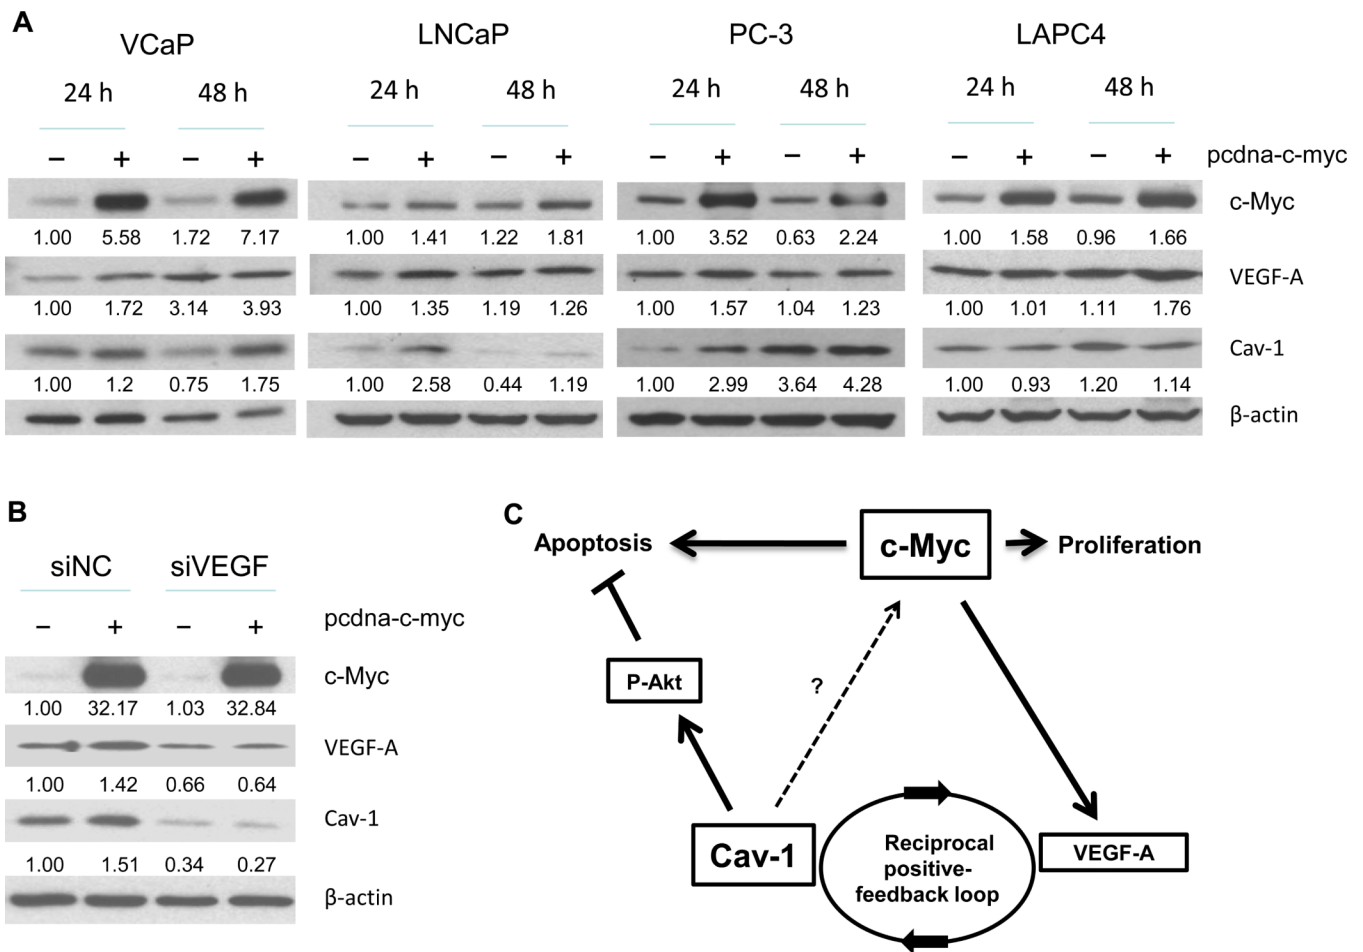 A
VCaP LNCaP PC-3 LAPC4
24 h 48 h 24 h 48 h 24 h 48 h 24 h 48 h
– + – + – + – + – + – + – + – + pcdna-c-myc
c-Myc
1.00 5.58 1.72 7.17 1.00 1.41 1.22 1.81 1.00 3.52 0.63 2.24 1.00 1.58 0.96 1.66
VEGF-A
1.00 1.72 3.14 3.93 1.00 1.35 1.19 1.26 1.00 1.57 1.04 1.23 1.00 1.01 1.11 1.76
Cav-1
1.00 1.2 0.75 1.75 1.00 2.58 0.44 1.19 1.00 2.99 3.64 4.28 1.00 0.93 1.20 1.14
β-actin
B
siNC siVEGF
– + – + pcdna-c-myc
c-Myc
1.00 32.17 1.03 32.84
VEGF-A
1.00 1.42 0.66 0.64
Cav-1
1.00 1.51 0.34 0.27
β-actin
C
Apoptosis c-Myc Proliferation
P-Akt ?
Cav-1
Reciprocal
positive-
feedback loop
VEGF-A